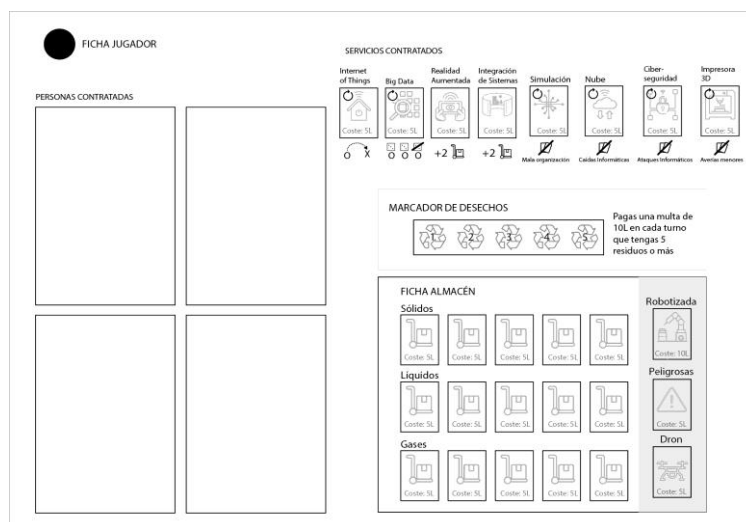 FICHA JUGADOR
SERVICIOS CONTRATADOS
Internet
of Things
Big Data
Realidad
Aumentada
Integración
de Sistemas
Simulación
Nube
Ciber-
seguridad
Impresora
3D
PERSONAS CONTRATADAS
Coste: 5L
Coste: 5L
Coste: 5L
Coste: 5L
Coste: 5L
Coste: 5L
Coste: 5L
Coste: 5L
O X
O O O
+2
+2
Mala organización
Caídas Informáticas
Ataques Informáticos
Averías menores
MARCADOR DE DESECHOS
1 2 3 4 5
Pagas una multa de
10L en cada turno
que tengas 5
residuos o más
FICHA ALMACÉN
Sólidos
Coste: 5L Coste: 5L Coste: 5L Coste: 5L Coste: 5L
Robotizada
Coste: 10L
Líquidos
Coste: 5L Coste: 5L Coste: 5L Coste: 5L Coste: 5L
Peligrosas
Coste: 5L
Gases
Coste: 5L Coste: 5L Coste: 5L Coste: 5L Coste: 5L
Dron
Coste: 5L